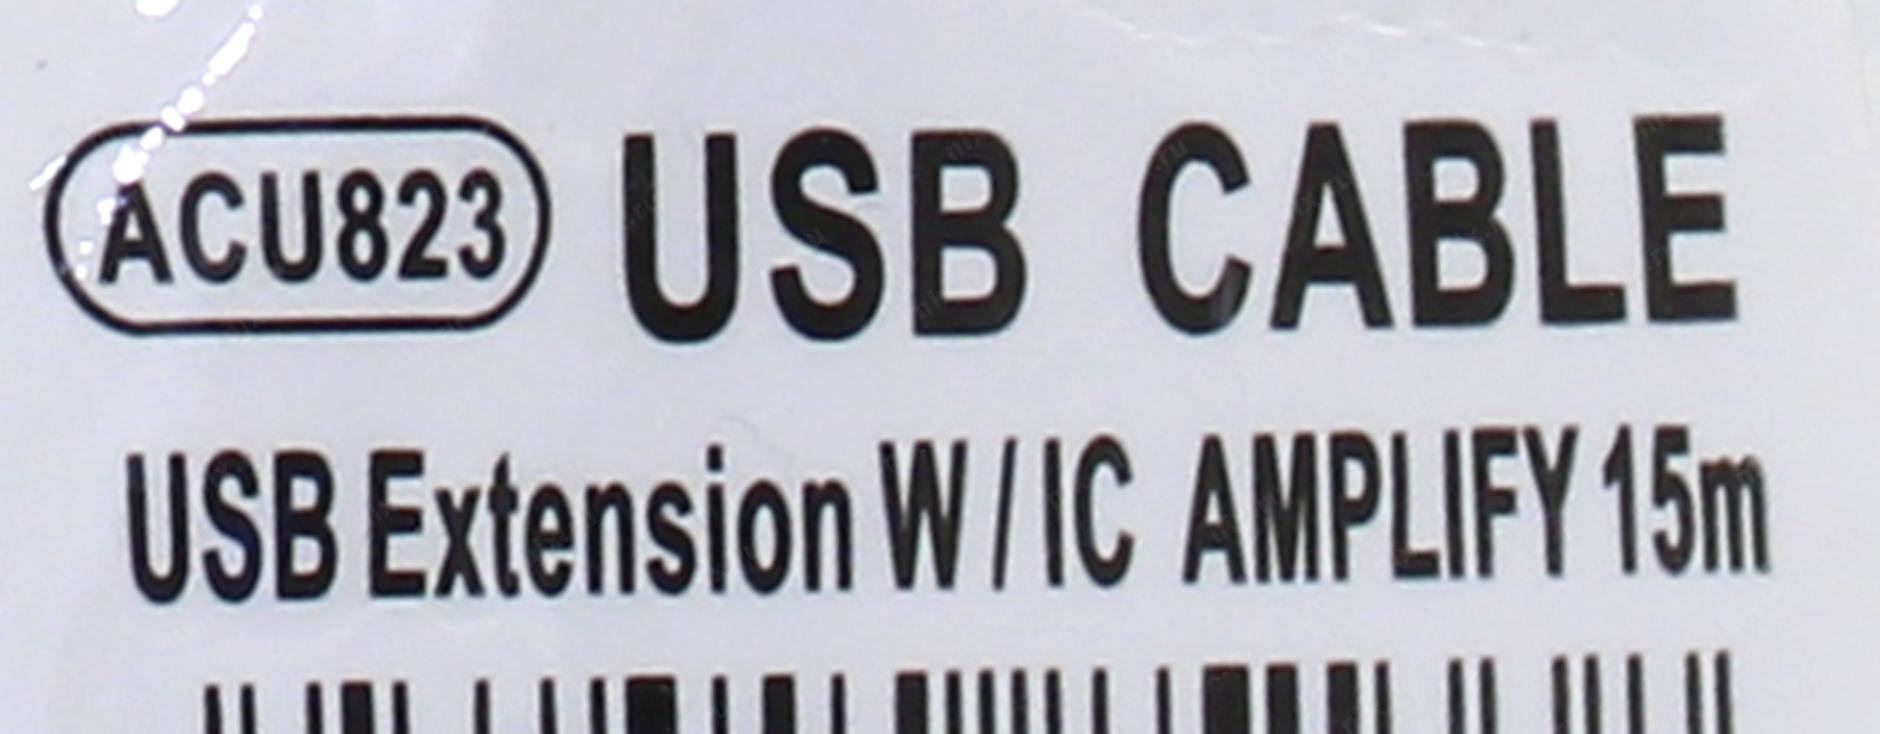 ACU823 USB CABLE
USB Extension W/IC AMPLIFY 15m